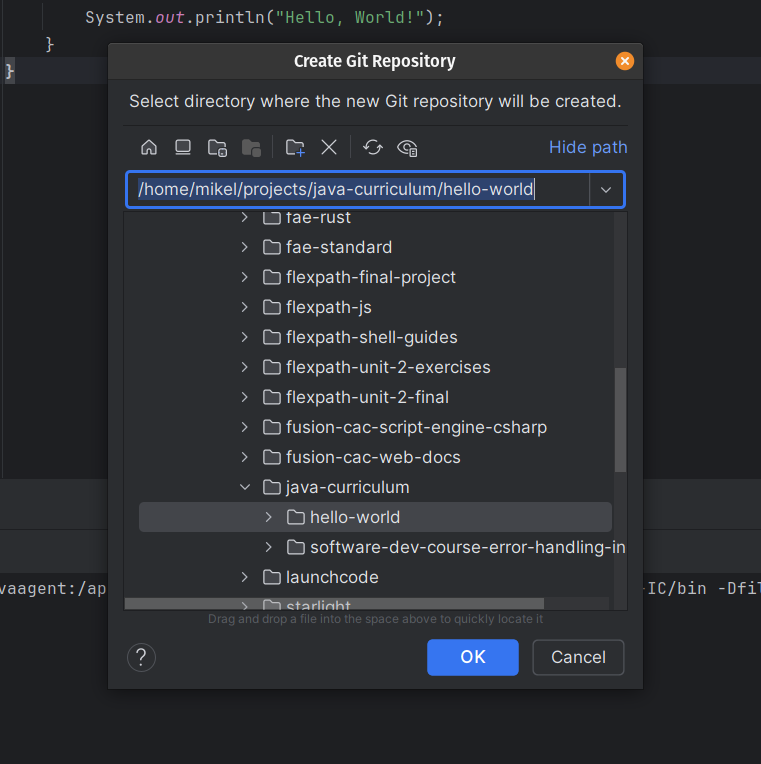 System.out.println("Hello, World!");
}
}
Create Git Repository
Select directory where the new Git repository will be created.
Hide path
/home/mikel/projects/java-curriculum/hello-world
fae-rust
fae-standard
flexpath-final-project
flexpath-js
flexpath-shell-guides
flexpath-unit-2-exercises
flexpath-unit-2-final
fusion-cac-script-engine-csharp
fusion-cac-web-docs
java-curriculum
hello-world
software-dev-course-error-handling-in
launchcode
vaagent:/ap
-IC/bin -Dfil
starlight
Drag and drop a file into the space above to quickly locate it
?
OK
Cancel